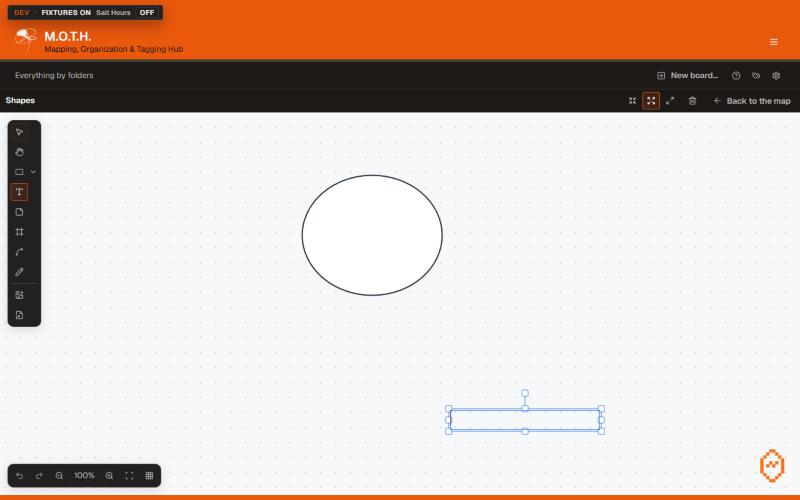 DEV · FIXTURES ON Salt Hours OFF
M.O.T.H.
Mapping, Organization & Tagging Hub
Everything by folders
New board...
Shapes
Back to the map
100%